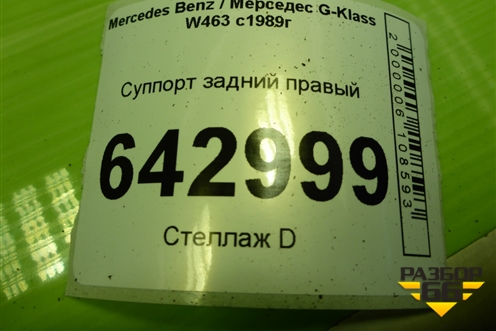 Mercedes Benz / Мерседес G-Klass
W463 с1989г
Суппорт задний правый
642999
Стеллаж D
2000006108593
РАЗБОР
66